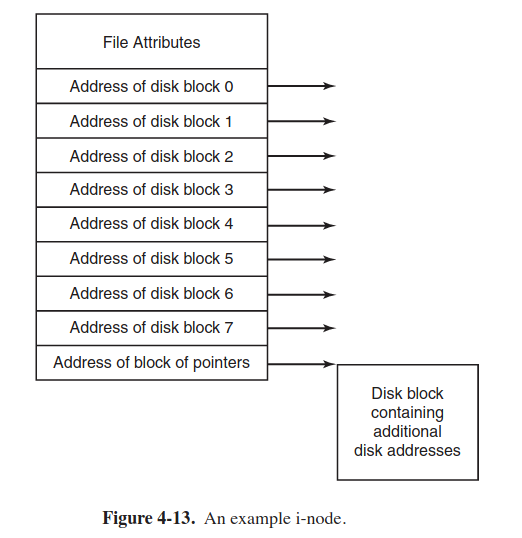 File Attributes
Address of disk block 0
Address of disk block 1
Address of disk block 2
Address of disk block 3
Address of disk block 4
Address of disk block 5
Address of disk block 6
Address of disk block 7
Address of block of pointers
Disk block
containing
additional
disk addresses
Figure 4-13. An example i-node.